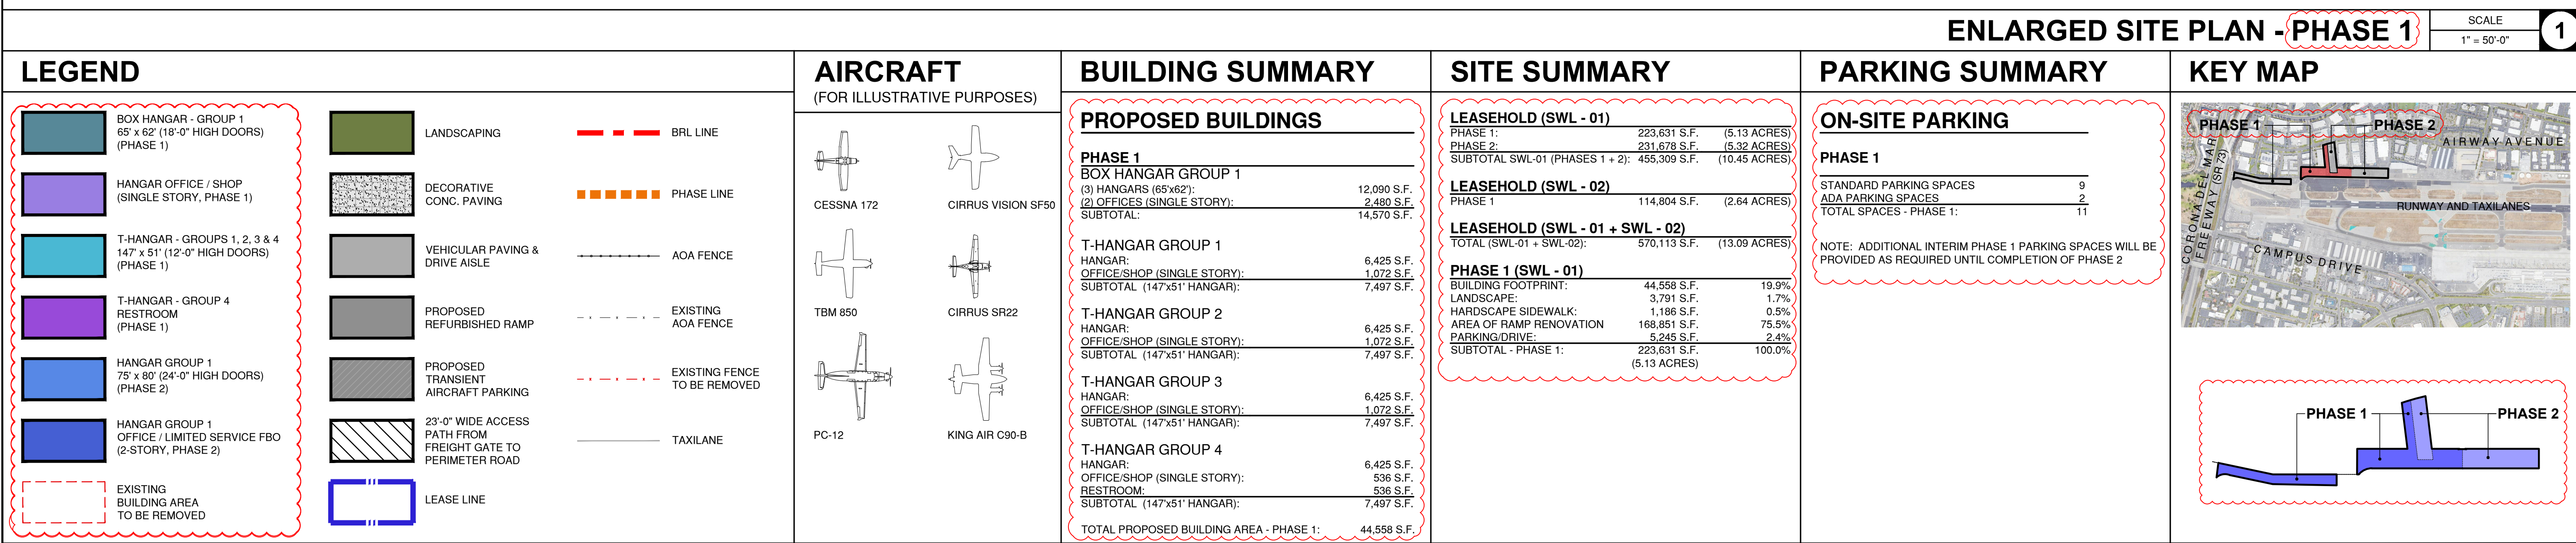 ENLARGED SITE PLAN - PHASE 1
SCALE
1" = 50'-0"
1
LEGEND
BOX HANGAR - GROUP 1
65' x 62' (18'-0" HIGH DOORS)
(PHASE 1)
HANGAR OFFICE / SHOP
(SINGLE STORY, PHASE 1)
T-HANGAR - GROUPS 1, 2, 3 & 4
147' x 51' (12'-0" HIGH DOORS)
(PHASE 1)
T-HANGAR - GROUP 4
RESTROOM
(PHASE 1)
HANGAR GROUP 1
75' x 80' (24'-0" HIGH DOORS)
(PHASE 2)
HANGAR GROUP 1
OFFICE / LIMITED SERVICE FBO
(2-STORY, PHASE 2)
EXISTING
BUILDING AREA
TO BE REMOVED
LANDSCAPING
DECORATIVE
CONC. PAVING
VEHICULAR PAVING &
DRIVE AISLE
PROPOSED
REFURBISHED RAMP
PROPOSED
TRANSIENT
AIRCRAFT PARKING
23'-0" WIDE ACCESS
PATH FROM
FREIGHT GATE TO
PERIMETER ROAD
LEASE LINE
BRL LINE
PHASE LINE
AOA FENCE
EXISTING
AOA FENCE
EXISTING FENCE
TO BE REMOVED
TAXILANE
AIRCRAFT
(FOR ILLUSTRATIVE PURPOSES)
CESSNA 172
CIRRUS VISION SF50
TBM 850
CIRRUS SR22
PC-12
KING AIR C90-B
BUILDING SUMMARY
PROPOSED BUILDINGS
PHASE 1
BOX HANGAR GROUP 1
(3) HANGARS (65'x62'): 12,090 S.F.
(2) OFFICES (SINGLE STORY): 2,480 S.F.
SUBTOTAL: 14,570 S.F.
T-HANGAR GROUP 1
HANGAR: 6,425 S.F.
OFFICE/SHOP (SINGLE STORY): 1,072 S.F.
SUBTOTAL (147'x51' HANGAR): 7,497 S.F.
T-HANGAR GROUP 2
HANGAR: 6,425 S.F.
OFFICE/SHOP (SINGLE STORY): 1,072 S.F.
SUBTOTAL (147'x51' HANGAR): 7,497 S.F.
T-HANGAR GROUP 3
HANGAR: 6,425 S.F.
OFFICE/SHOP (SINGLE STORY): 1,072 S.F.
SUBTOTAL (147'x51' HANGAR): 7,497 S.F.
T-HANGAR GROUP 4
HANGAR: 6,425 S.F.
OFFICE/SHOP (SINGLE STORY): 536 S.F.
RESTROOM: 536 S.F.
SUBTOTAL (147'x51' HANGAR): 7,497 S.F.
TOTAL PROPOSED BUILDING AREA - PHASE 1: 44,558 S.F.
SITE SUMMARY
LEASEHOLD (SWL - 01)
PHASE 1: 223,631 S.F. (5.13 ACRES)
PHASE 2: 231,678 S.F. (5.32 ACRES)
SUBTOTAL SWL-01 (PHASES 1 + 2): 455,309 S.F. (10.45 ACRES)
LEASEHOLD (SWL - 02)
PHASE 1 114,804 S.F. (2.64 ACRES)
LEASEHOLD (SWL - 01 + SWL - 02)
TOTAL (SWL-01 + SWL-02): 570,113 S.F. (13.09 ACRES)
PHASE 1 (SWL - 01)
BUILDING FOOTPRINT: 44,558 S.F. 19.9%
LANDSCAPE: 3,791 S.F. 1.7%
HARDSCAPE SIDEWALK: 1,186 S.F. 0.5%
AREA OF RAMP RENOVATION 168,851 S.F. 75.5%
PARKING/DRIVE: 5,245 S.F. 2.4%
SUBTOTAL - PHASE 1: 223,631 S.F. 100.0%
(5.13 ACRES)
PARKING SUMMARY
ON-SITE PARKING
PHASE 1
STANDARD PARKING SPACES 9
ADA PARKING SPACES 2
TOTAL SPACES - PHASE 1: 11
NOTE: ADDITIONAL INTERIM PHASE 1 PARKING SPACES WILL BE
PROVIDED AS REQUIRED UNTIL COMPLETION OF PHASE 2
KEY MAP
PHASE 1
PHASE 2
AIRWAY AVENUE
CORONA DEL MAR
FREEWAY (SR 73)
RUNWAY AND TAXILANES
CAMPUS DRIVE
PHASE 1
PHASE 2